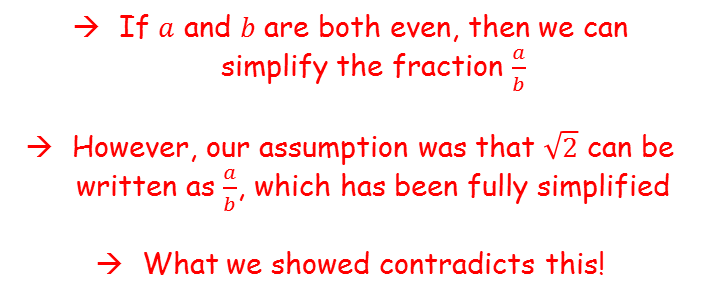 → If a and b are both even, then we can
simplify the fraction a/b
→ However, our assumption was that √2 can be
written as a/b, which has been fully simplified
→ What we showed contradicts this!